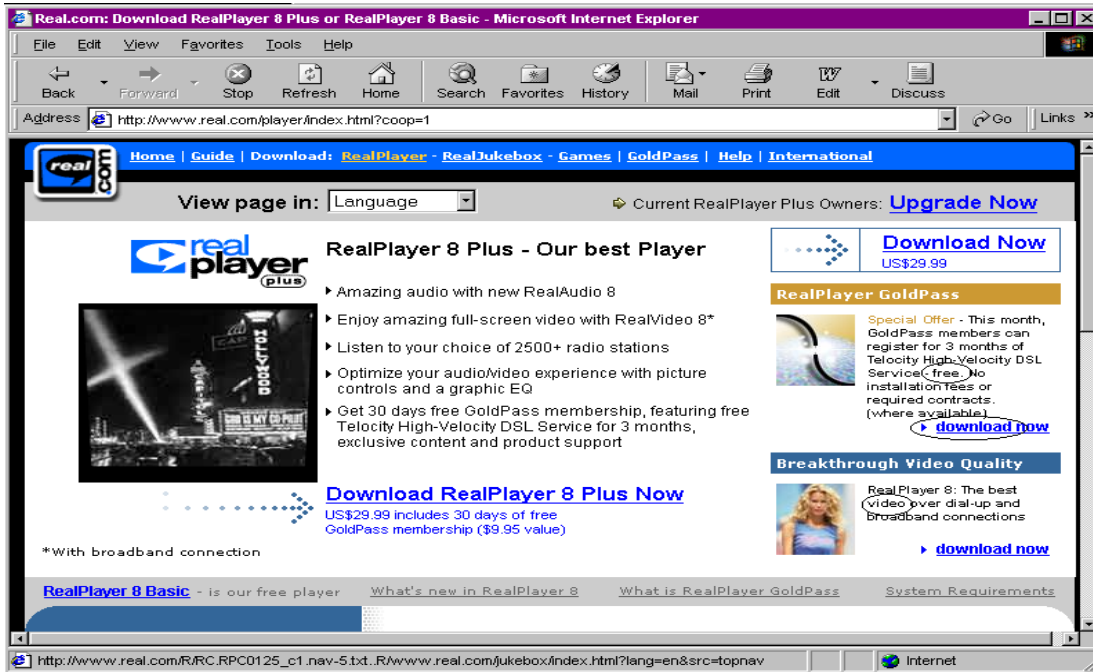 Real.com: Download RealPlayer 8 Plus or RealPlayer 8 Basic - Microsoft Internet Explorer
File Edit View Favorites Tools Help
Back Forward Stop Refresh Home Search Favorites History Mail Print Edit Discuss
Address http://www.real.com/player/index.html?coop=1 Go Links »
real.com
Home | Guide | Download: RealPlayer - RealJukebox - Games | GoldPass | Help | International
View page in: Language
Current RealPlayer Plus Owners: Upgrade Now
real
player
plus
RealPlayer 8 Plus - Our best Player
Amazing audio with new RealAudio 8
Enjoy amazing full-screen video with RealVideo 8*
Listen to your choice of 2500+ radio stations
Optimize your audio/video experience with picture
controls and a graphic EQ
Get 30 days free GoldPass membership, featuring free
Telocity High-Velocity DSL Service for 3 months,
exclusive content and product support
CAP
HOLLYWOOD
GOD IS MY CO-PILOT
Download RealPlayer 8 Plus Now
US$29.99 includes 30 days of free
GoldPass membership ($9.95 value)
*With broadband connection
Download Now
US$29.99
RealPlayer GoldPass
Special Offer - This month,
GoldPass members can
register for 3 months of
Telocity High-Velocity DSL
Service - free. No
installation fees or
required contracts.
(where available)
download now
Breakthrough Video Quality
RealPlayer 8: The best
video over dial-up and
broadband connections
download now
RealPlayer 8 Basic - is our free player What's new in RealPlayer 8 What is RealPlayer GoldPass System Requirements
http://www.real.com/R/RC.RPC0125_c1.nav-5.txt..R/www.real.com/jukebox/index.html?lang=en&src=topnav Internet